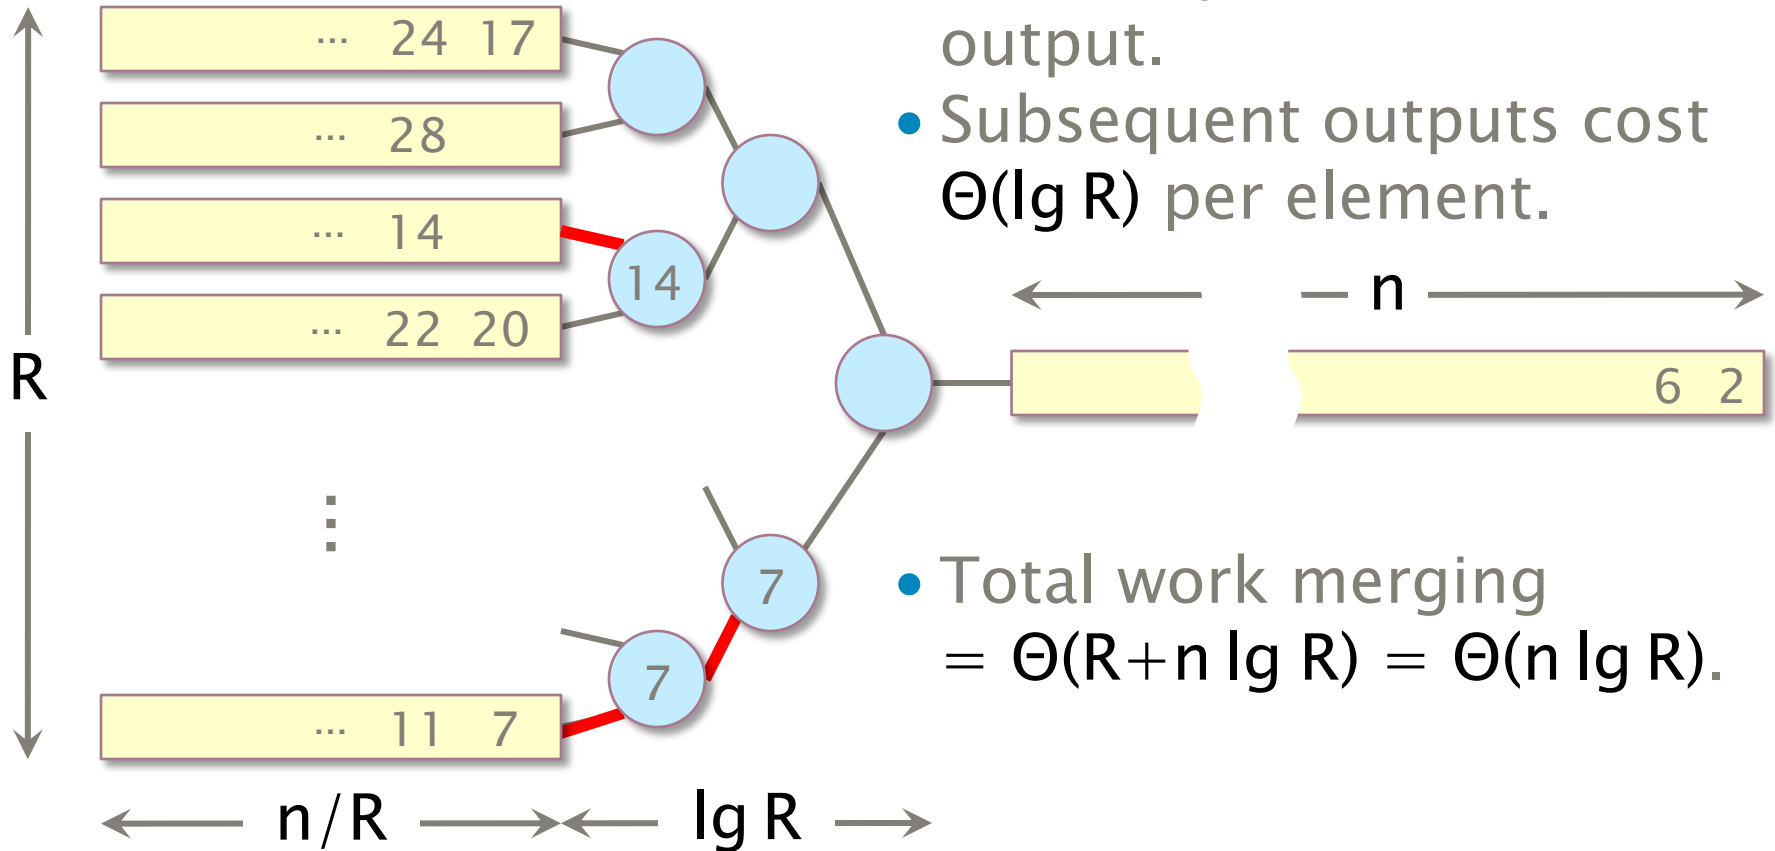 output.
• Subsequent outputs cost
Θ(lg R) per element.
• Total work merging
= Θ(R+n lg R) = Θ(n lg R).
R
... 24 17
... 28
... 14
... 22 20
⋮
... 11 7
14
7
7
n/R
lg R
n
6 2